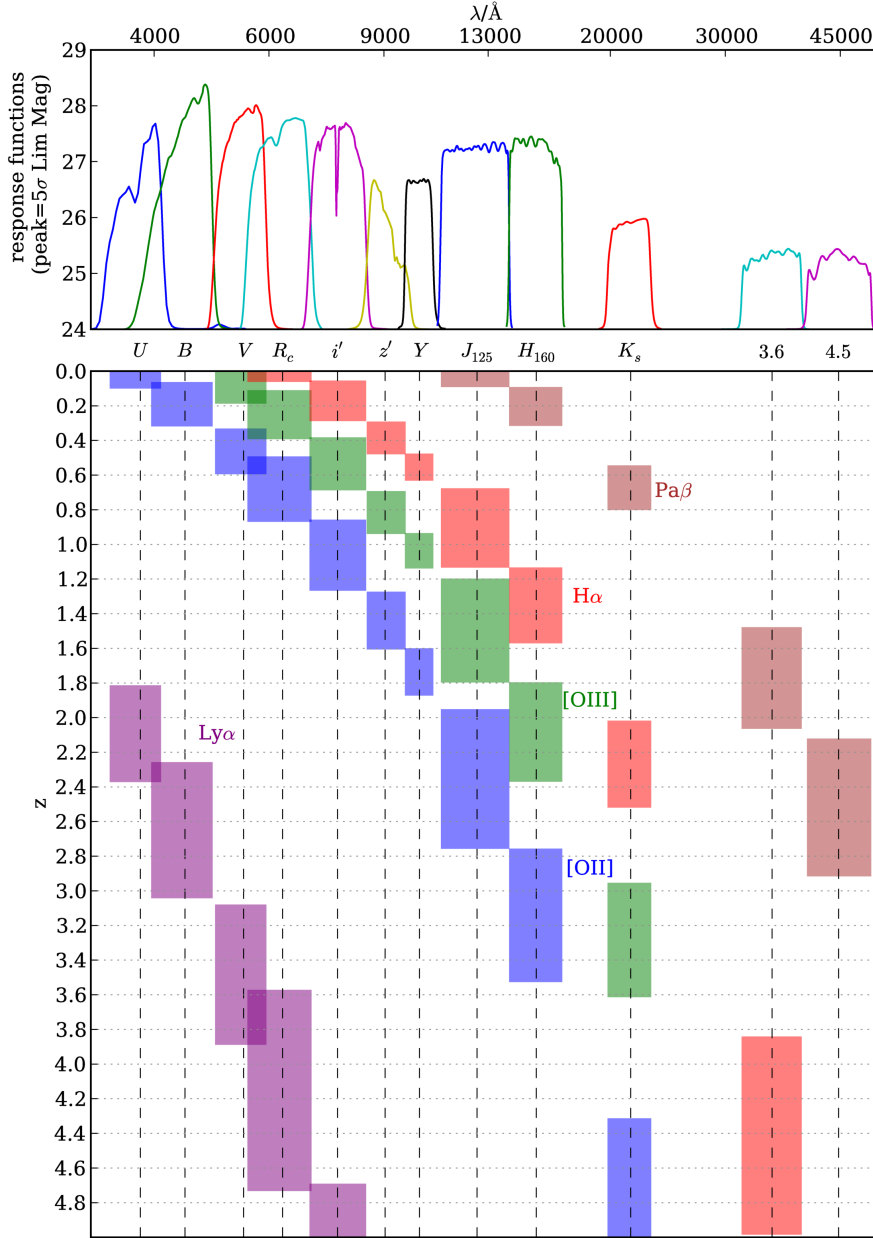 λ/Å
4000 6000 9000 13000 20000 30000 45000
29
28
27
26
25
24
response functions
(peak=5σ Lim Mag)
U B V R_c i′ z′ Y J_125 H_160 K_s 3.6 4.5
0.0
0.2
0.4
0.6
Paβ
0.8
1.0
1.2
Hα
1.4
1.6
1.8
[OIII]
2.0
Lyα
2.2
2.4
z
2.6
2.8
[OII]
3.0
3.2
3.4
3.6
3.8
4.0
4.2
4.4
4.6
4.8